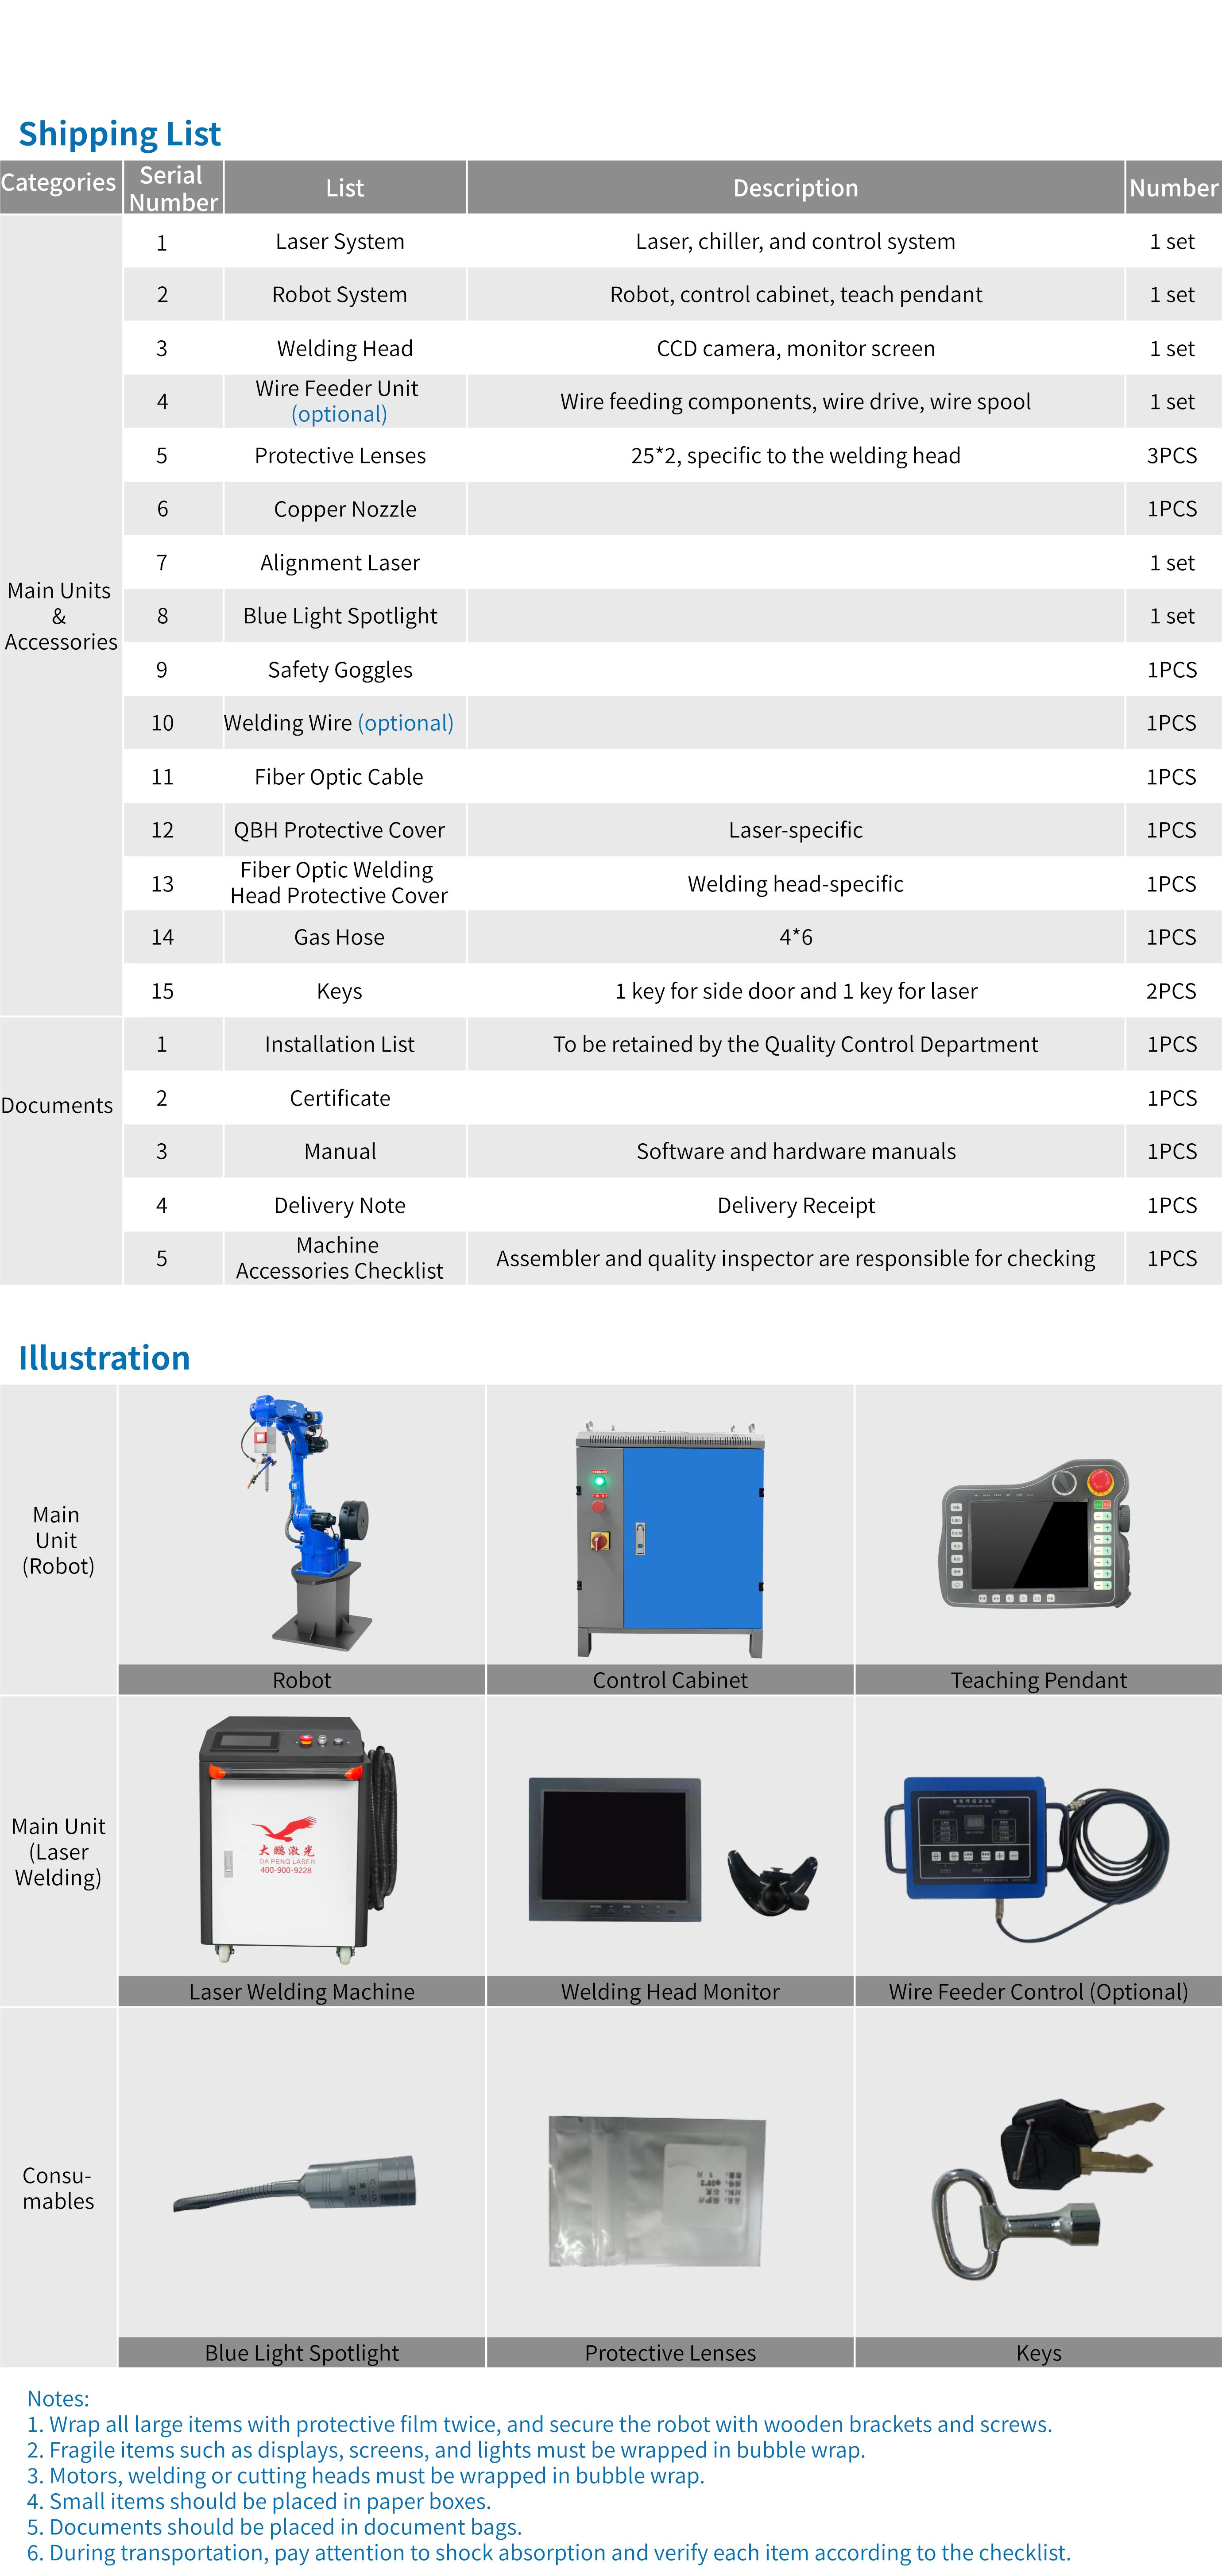 Shipping List
Categories Serial Number List Description Number
Main Units & Accessories
1 Laser System Laser, chiller, and control system 1 set
2 Robot System Robot, control cabinet, teach pendant 1 set
3 Welding Head CCD camera, monitor screen 1 set
4 Wire Feeder Unit (optional) Wire feeding components, wire drive, wire spool 1 set
5 Protective Lenses 25*2, specific to the welding head 3PCS
6 Copper Nozzle 1PCS
7 Alignment Laser 1 set
8 Blue Light Spotlight 1 set
9 Safety Goggles 1PCS
10 Welding Wire (optional) 1PCS
11 Fiber Optic Cable 1PCS
12 QBH Protective Cover Laser-specific 1PCS
13 Fiber Optic Welding Head Protective Cover Welding head-specific 1PCS
14 Gas Hose 4*6 1PCS
15 Keys 1 key for side door and 1 key for laser 2PCS
Documents
1 Installation List To be retained by the Quality Control Department 1PCS
2 Certificate 1PCS
3 Manual Software and hardware manuals 1PCS
4 Delivery Note Delivery Receipt 1PCS
5 Machine Accessories Checklist Assembler and quality inspector are responsible for checking 1PCS
Illustration
Main
Unit
(Robot)
Robot
Control Cabinet
Teaching Pendant
Main Unit
(Laser
Welding)
大鹏激光
DA PENG LASER
400-900-9228
Laser Welding Machine
Welding Head Monitor
Wire Feeder Control (Optional)
Consu-
mables
Blue Light Spotlight
Protective Lenses
Keys
Notes:
1. Wrap all large items with protective film twice, and secure the robot with wooden brackets and screws.
2. Fragile items such as displays, screens, and lights must be wrapped in bubble wrap.
3. Motors, welding or cutting heads must be wrapped in bubble wrap.
4. Small items should be placed in paper boxes.
5. Documents should be placed in document bags.
6. During transportation, pay attention to shock absorption and verify each item according to the checklist.